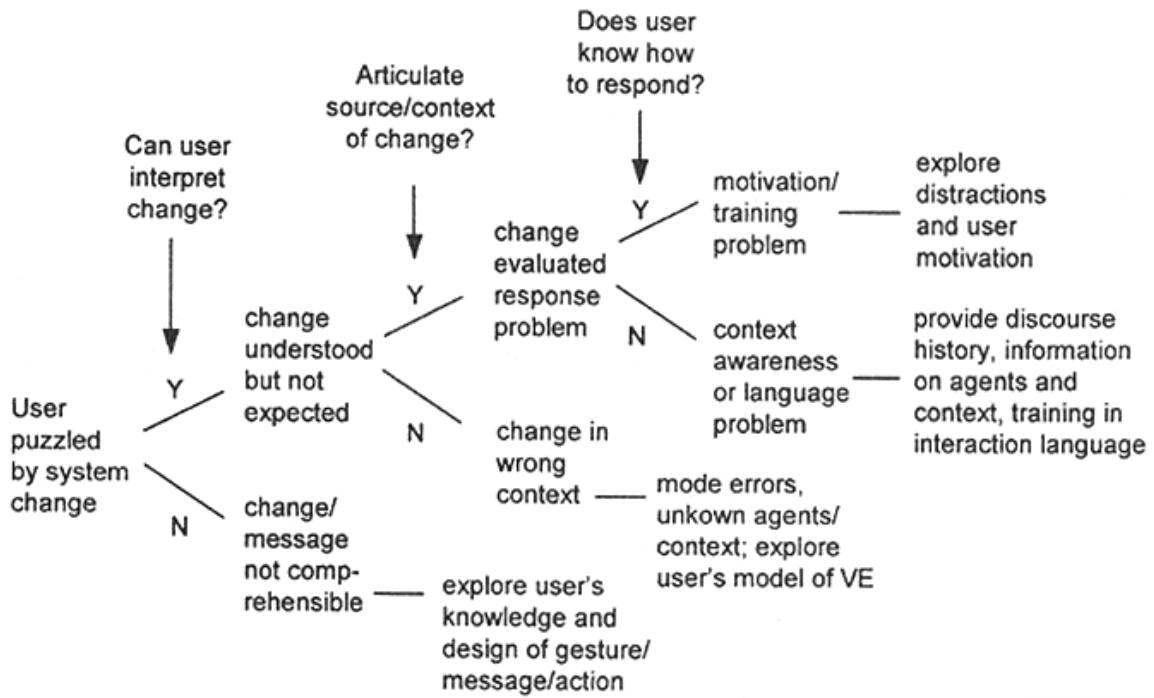 Does user
know how
to respond?
Articulate
source/context
of change?
Can user
interpret
change?
Y
motivation/
training
problem
explore
distractions
and user
motivation
Y
change
evaluated
response
problem
N
context
awareness
or language
problem
provide discourse
history, information
on agents and
context, training in
interaction language
Y
change
understood
but not
expected
N
change in
wrong
context
mode errors,
unkown agents/
context; explore
user's model of VE
User
puzzled
by system
change
N
change/
message
not comp-
rehensible
explore user's
knowledge and
design of gesture/
message/action